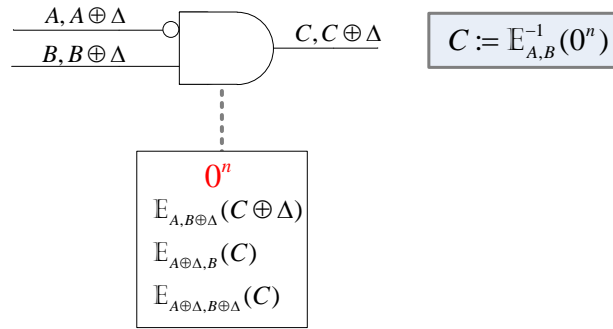 A, A ⊕ Δ
B, B ⊕ Δ
C, C ⊕ Δ
C := 𝔼⁻¹_{A,B}(0ⁿ)
0ⁿ
𝔼_{A,B⊕Δ}(C ⊕ Δ)
𝔼_{A⊕Δ,B}(C)
𝔼_{A⊕Δ,B⊕Δ}(C)